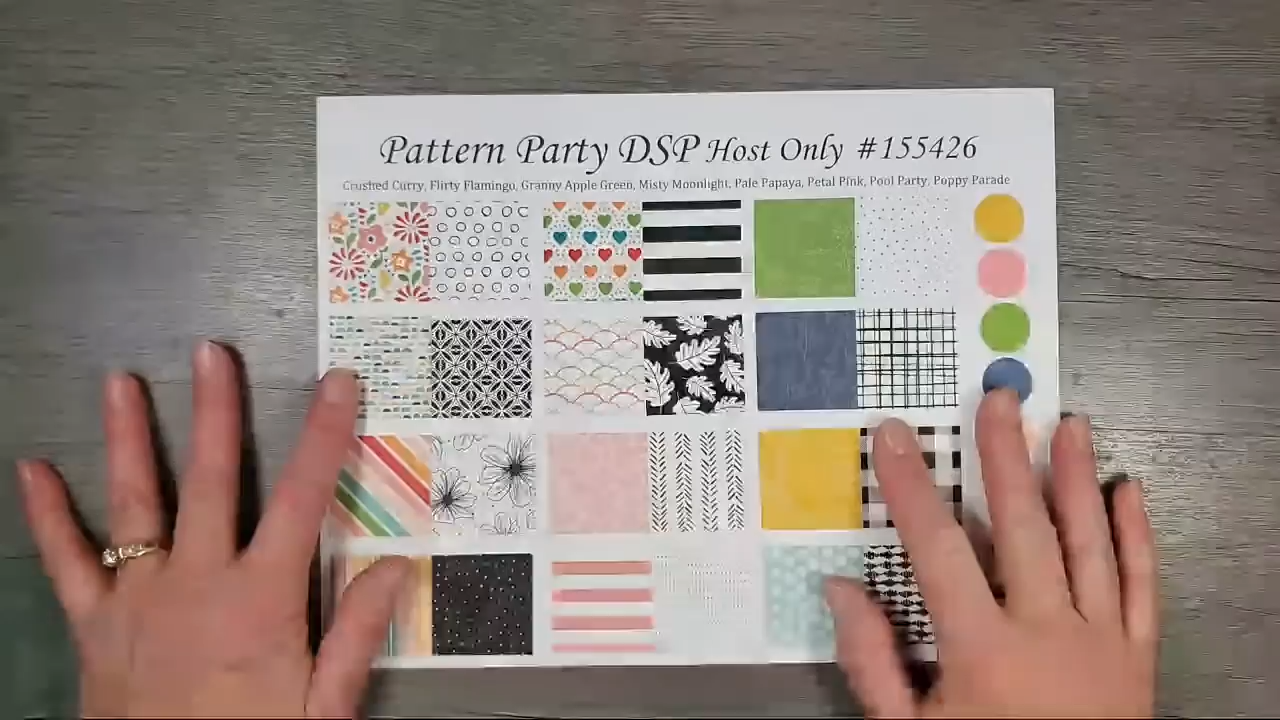 Pattern Party DSP Host Only #155426
Crushed Curry, Flirty Flamingo, Granny Apple Green, Misty Moonlight, Pale Papaya, Petal Pink, Pool Party, Poppy Parade